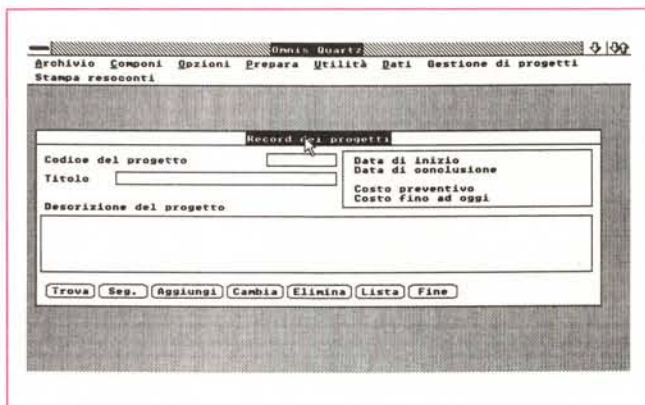 Omnis Quartz
Archivio Componi Opzioni Prepara Utilità Dati Gestione di progetti
Stampa resoconti
Record dei progetti
Codice del progetto
Titolo
Descrizione del progetto
Data di inizio
Data di conclusione
Costo preventivo
Costo fino ad oggi
Trova Seg. Aggiungi Cambia Elimina Lista Fine